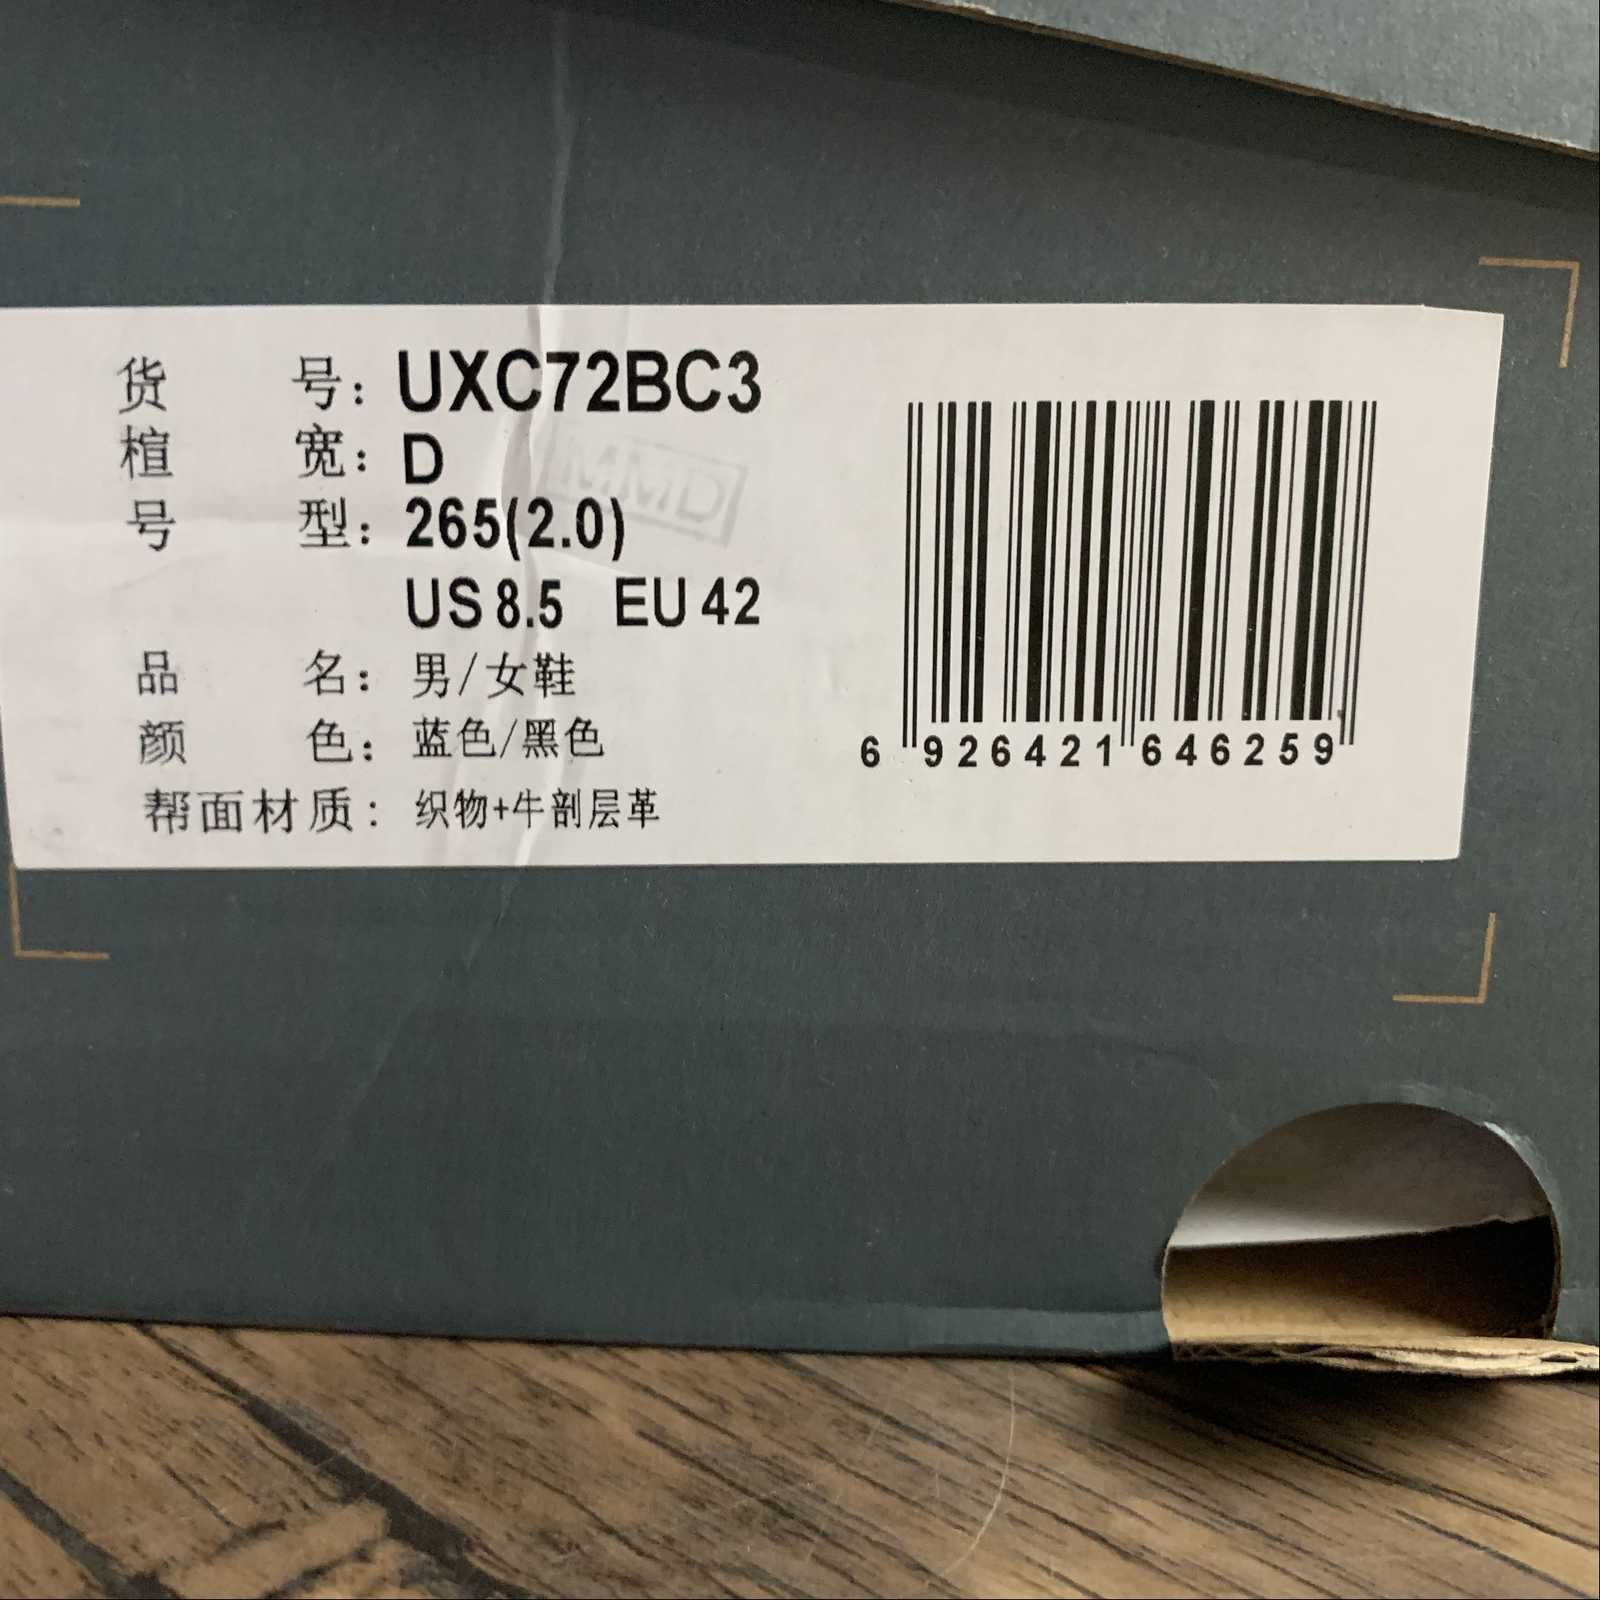 货号：UXC72BC3
楦宽：D
号型：265(2.0)
US 8.5 EU 42
品名：男/女鞋
颜色：蓝色/黑色
帮面材质：织物+牛剖层革
MMD
6 926421 646259